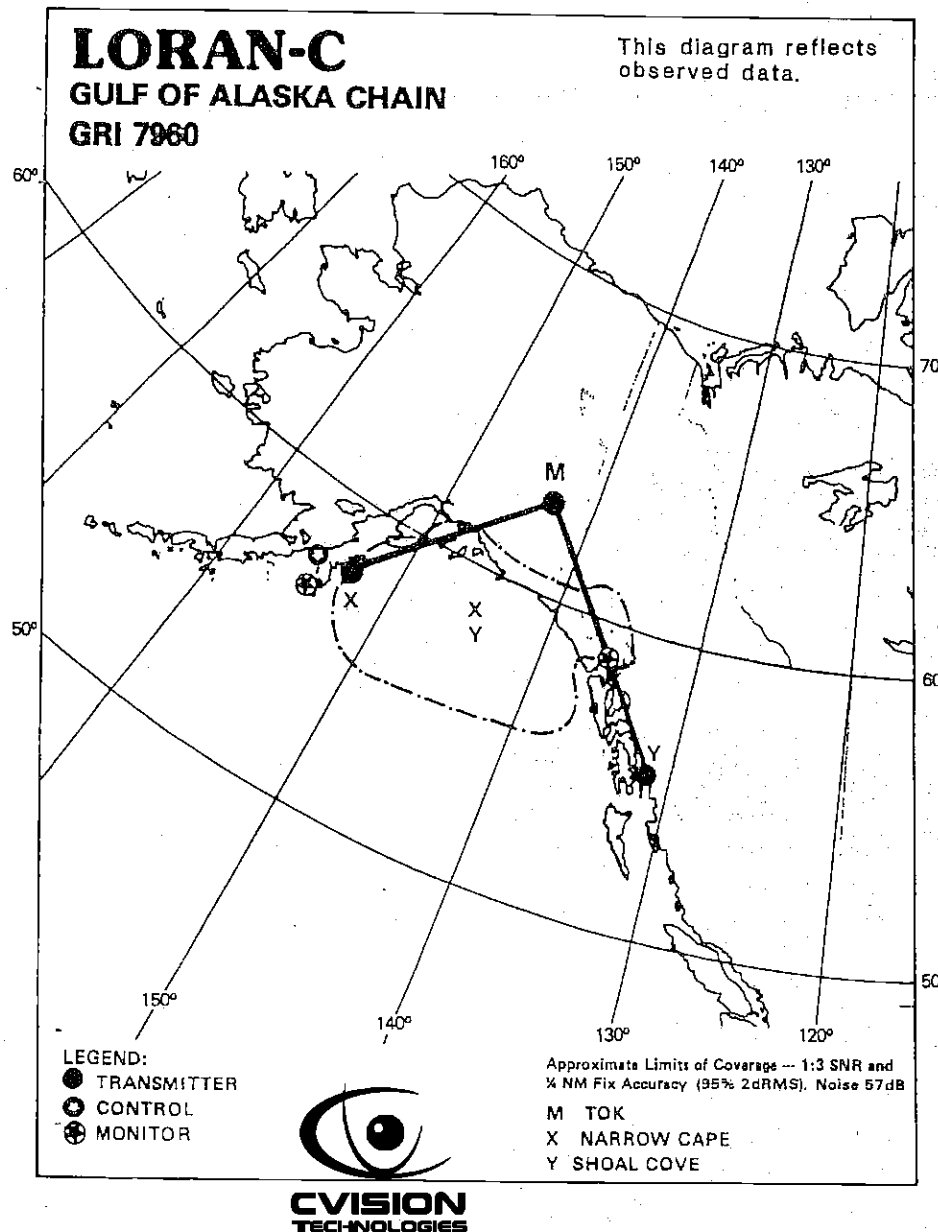 LORAN-C
GULF OF ALASKA CHAIN
GRI 7960
This diagram reflects
observed data.
60°
160°
150°
140°
130°
70
M
X
X
Y
50°
60
Y
50
150°
140°
130°
120°
LEGEND:
TRANSMITTER
CONTROL
MONITOR
Approximate Limits of Coverage -- 1:3 SNR and
¼ NM Fix Accuracy (95% 2dRMS). Noise 57dB
M TOK
X NARROW CAPE
Y SHOAL COVE
CVISION
TECHNOLOGIES